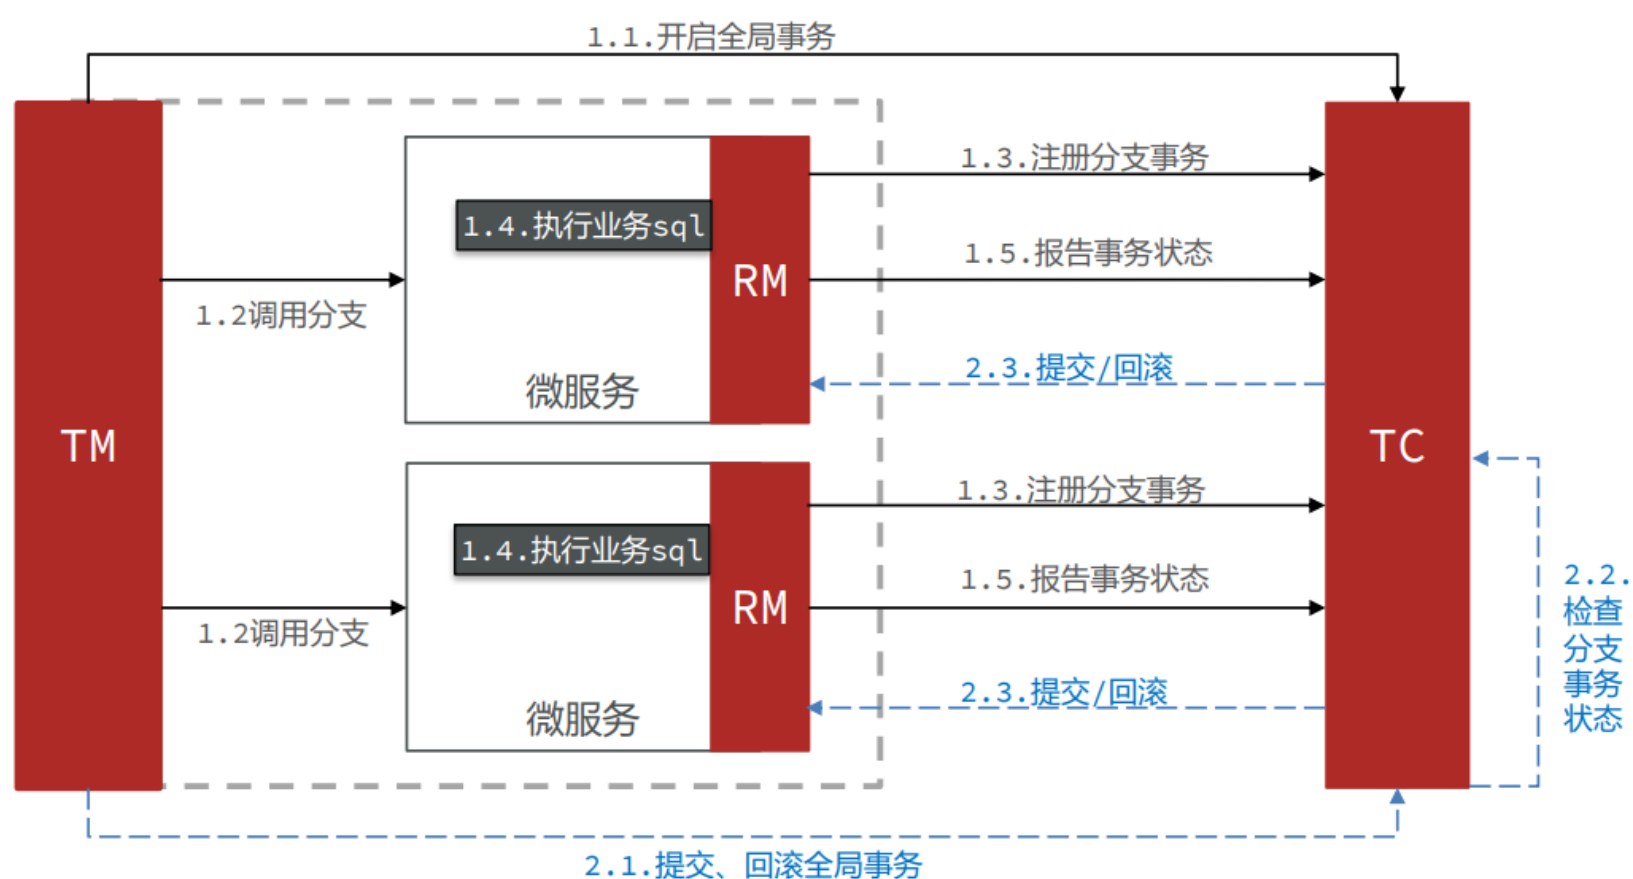 1.1.开启全局事务
TM
1.2调用分支
1.4.执行业务sql
RM
微服务
1.3.注册分支事务
1.5.报告事务状态
2.3.提交/回滚
TC
1.2调用分支
1.4.执行业务sql
RM
微服务
1.3.注册分支事务
1.5.报告事务状态
2.3.提交/回滚
2.2.
检查
分支
事务
状态
2.1.提交、回滚全局事务